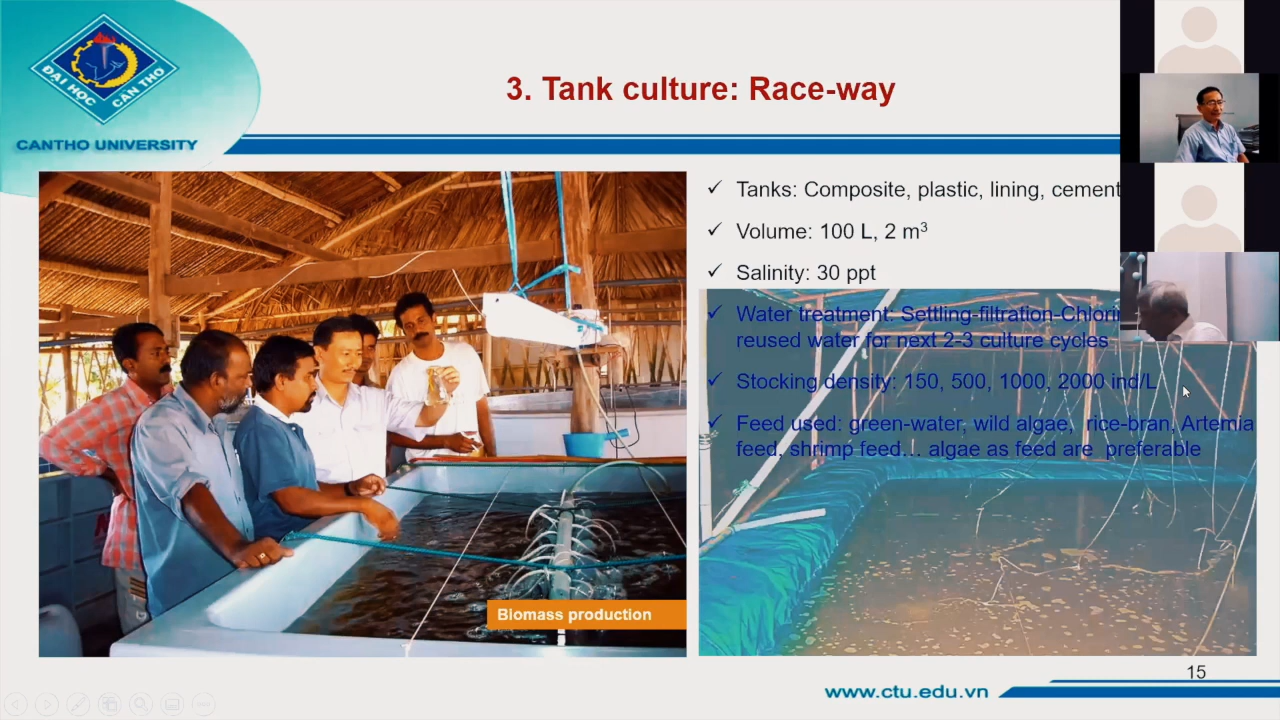 ĐẠI HỌC CẦN THƠ
CANTHO UNIVERSITY
3. Tank culture: Race-way
✓ Tanks: Composite, plastic, lining, cement
✓ Volume: 100 L, 2 m³
✓ Salinity: 30 ppt
✓ Water treatment: Settling-filtration-Chlori
reused water for next 2-3 culture cycles
✓ Stocking density: 150, 500, 1000, 2000 ind/L
✓ Feed used: green-water, wild algae, rice-bran, Artemia
feed, shrimp feed… algae as feed are preferable
Biomass production
15
www.ctu.edu.vn